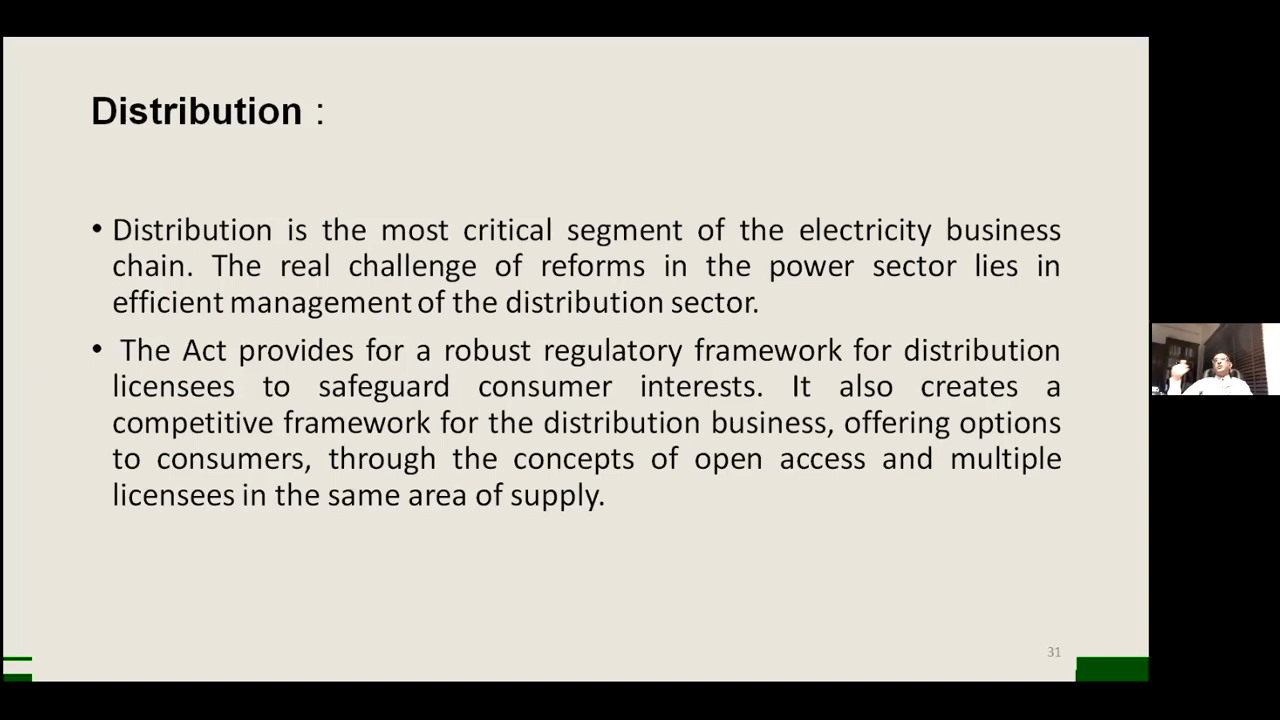 Distribution :
• Distribution is the most critical segment of the electricity business
chain. The real challenge of reforms in the power sector lies in
efficient management of the distribution sector.
• The Act provides for a robust regulatory framework for distribution
licensees to safeguard consumer interests. It also creates a
competitive framework for the distribution business, offering options
to consumers, through the concepts of open access and multiple
licensees in the same area of supply.
31